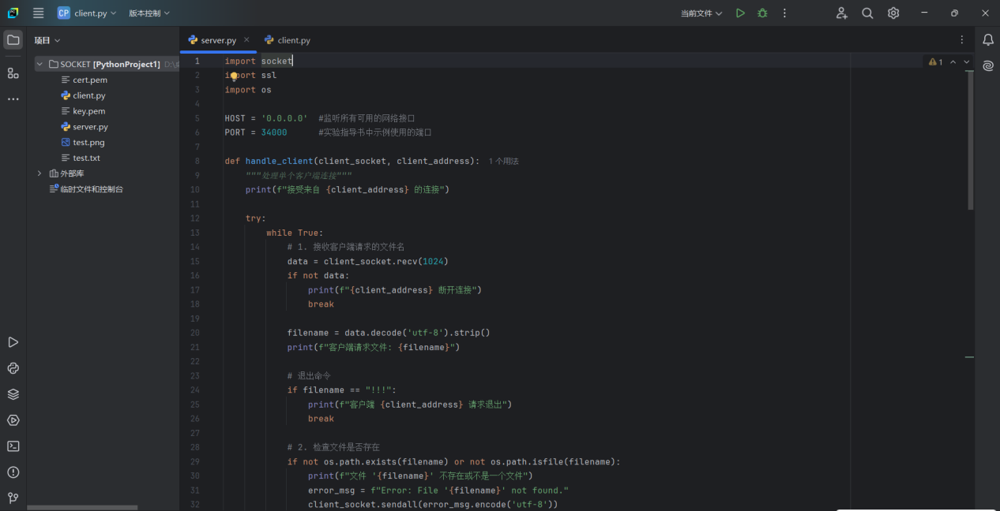 CP client.py 版本控制 当前文件
项目
server.py client.py
SOCKET [PythonProject1]
cert.pem
client.py
key.pem
server.py
test.png
test.txt
外部库
临时文件和控制台
1
1 import socket
2 import ssl
3 import os
4
5 HOST = '0.0.0.0' #监听所有可用的网络接口
6 PORT = 34000 #实验指导书中示例使用的端口
7
8 def handle_client(client_socket, client_address): 1个用法
9 """处理单个客户端连接"""
10 print(f"接受来自 {client_address} 的连接")
11
12 try:
13 while True:
14 # 1. 接收客户端请求的文件名
15 data = client_socket.recv(1024)
16 if not data:
17 print(f"{client_address} 断开连接")
18 break
19
20 filename = data.decode('utf-8').strip()
21 print(f"客户端请求文件: {filename}")
22
23 # 退出命令
24 if filename == "!!!":
25 print(f"客户端 {client_address} 请求退出")
26 break
27
28 # 2. 检查文件是否存在
29 if not os.path.exists(filename) or not os.path.isfile(filename):
30 print(f"文件 '{filename}' 不存在或不是一个文件")
31 error_msg = f"Error: File '{filename}' not found."
32 client_socket.sendall(error_msg.encode('utf-8'))